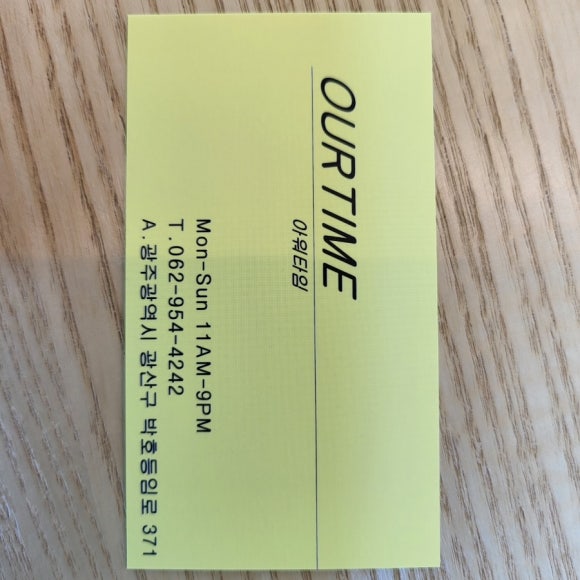 OURTIME
아워타임
Mon-Sun 11AM-9PM
T.062-954-4242
A.광주광역시 광산구 박호등임로 371